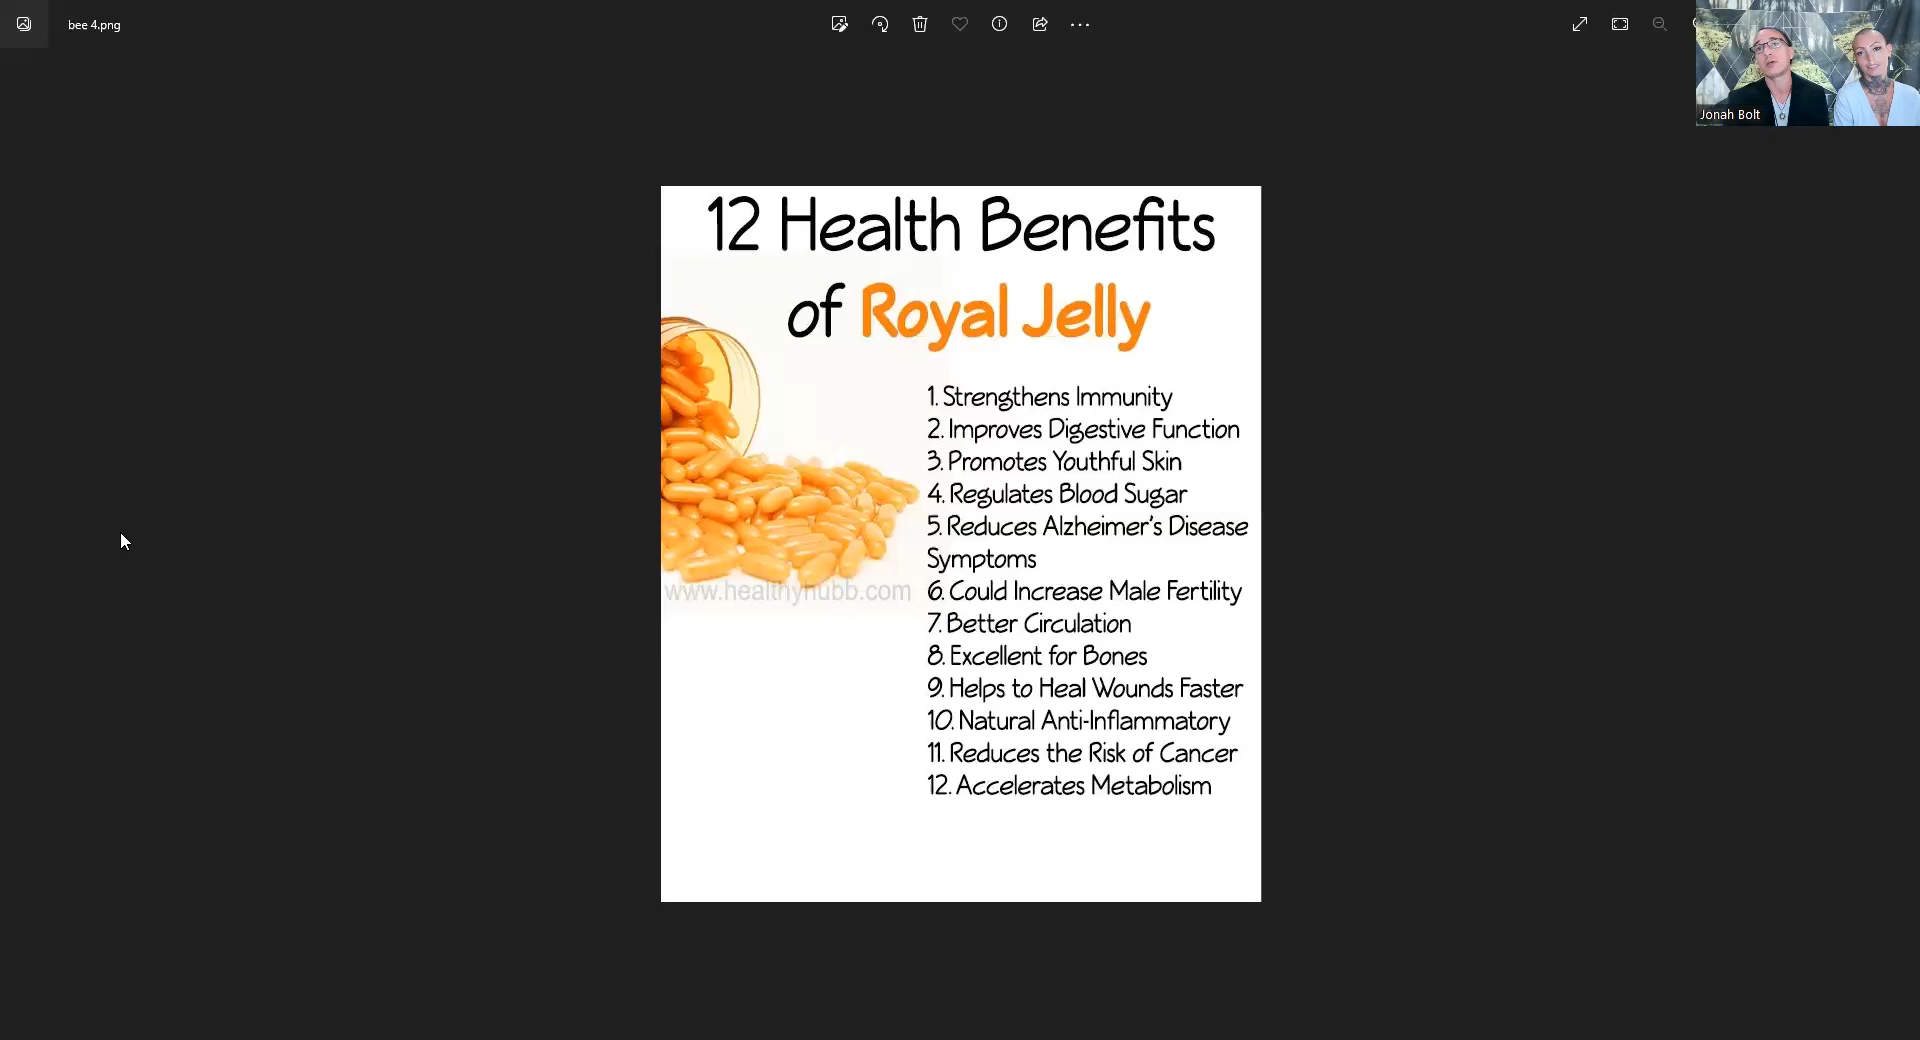 bee 4.png
Jonah Bolt
12 Health Benefits
of Royal Jelly
1. Strengthens Immunity
2. Improves Digestive Function
3. Promotes Youthful Skin
4. Regulates Blood Sugar
5. Reduces Alzheimer's Disease
Symptoms
6. Could Increase Male Fertility
7. Better Circulation
8. Excellent for Bones
9. Helps to Heal Wounds Faster
10. Natural Anti-Inflammatory
11. Reduces the Risk of Cancer
12. Accelerates Metabolism
www.healthyhubb.com